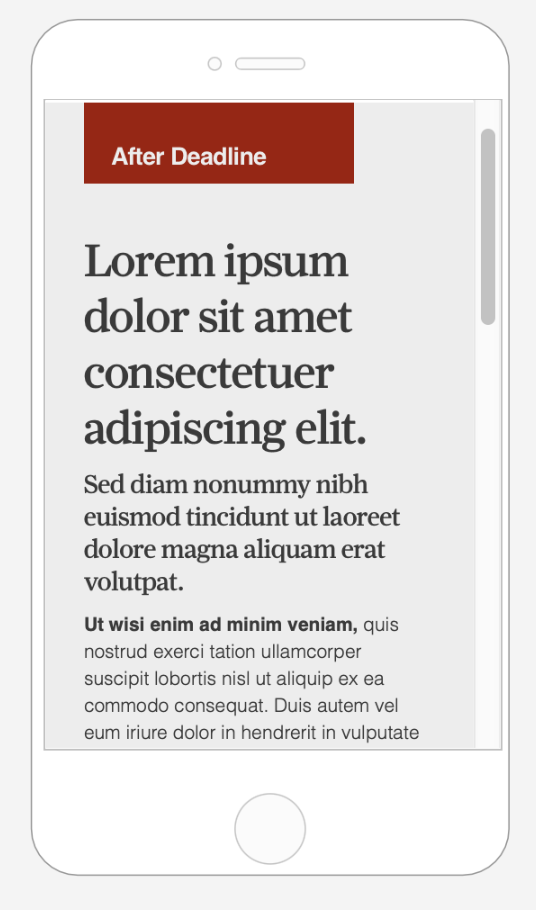 After Deadline
Lorem ipsum
dolor sit amet
consectetuer
adipiscing elit.
Sed diam nonummy nibh
euismod tincidunt ut laoreet
dolore magna aliquam erat
volutpat.
Ut wisi enim ad minim veniam, quis
nostrud exerci tation ullamcorper
suscipit lobortis nisl ut aliquip ex ea
commodo consequat. Duis autem vel
eum iriure dolor in hendrerit in vulputate